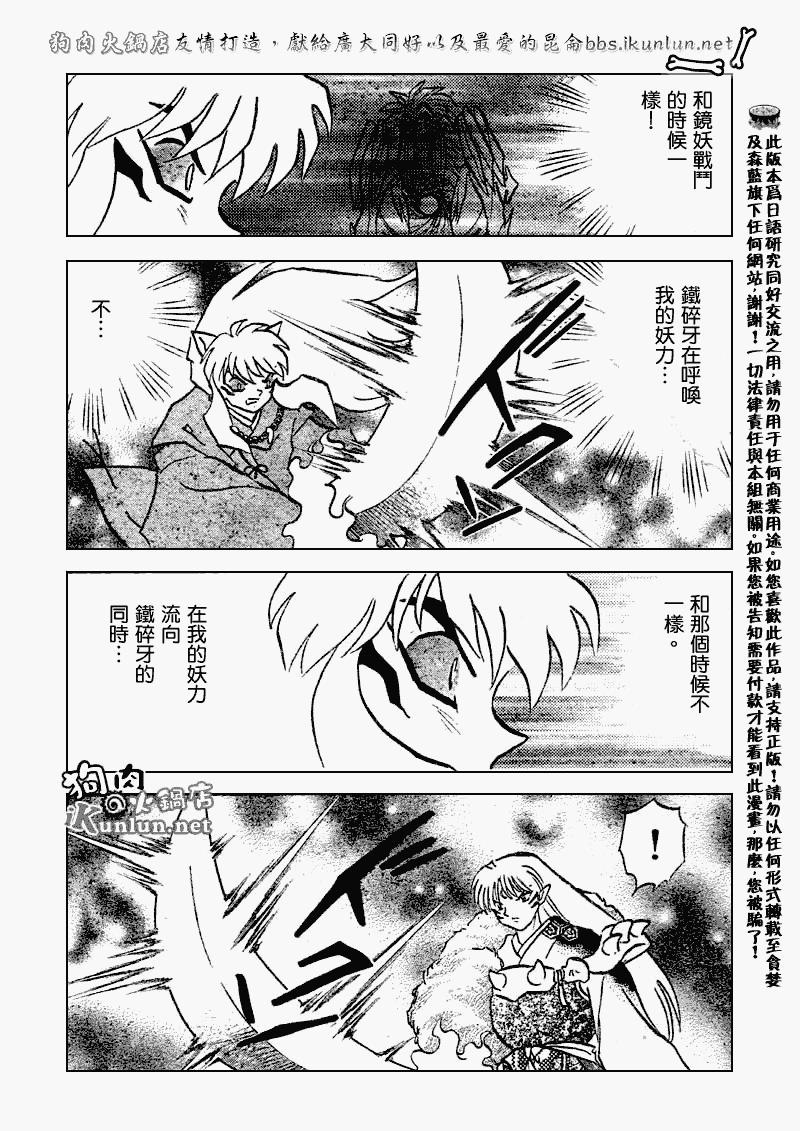 狗肉火鍋店友情打造，獻給廣大同好以及最愛的昆侖bbs.ikunlun.net
此版本爲日語研究同好交流之用，請勿用于任何商業用途。如您喜歡此作品，請支持正版！請勿以任何形式轉載至貪婪
及森藍旗下任何網站，謝謝！一切法律責任與本組無關。如果您被告知需要付款才能看到此漫畫，那麼，您被騙了！
和鏡妖戰鬥
的時候一
樣！
鐵碎牙在呼喚
我的妖力…
不…
和那個時候不
一樣。
在我的妖力
流向
鐵碎牙的
同時…
狗肉
火鍋店
iKunlun.net
！